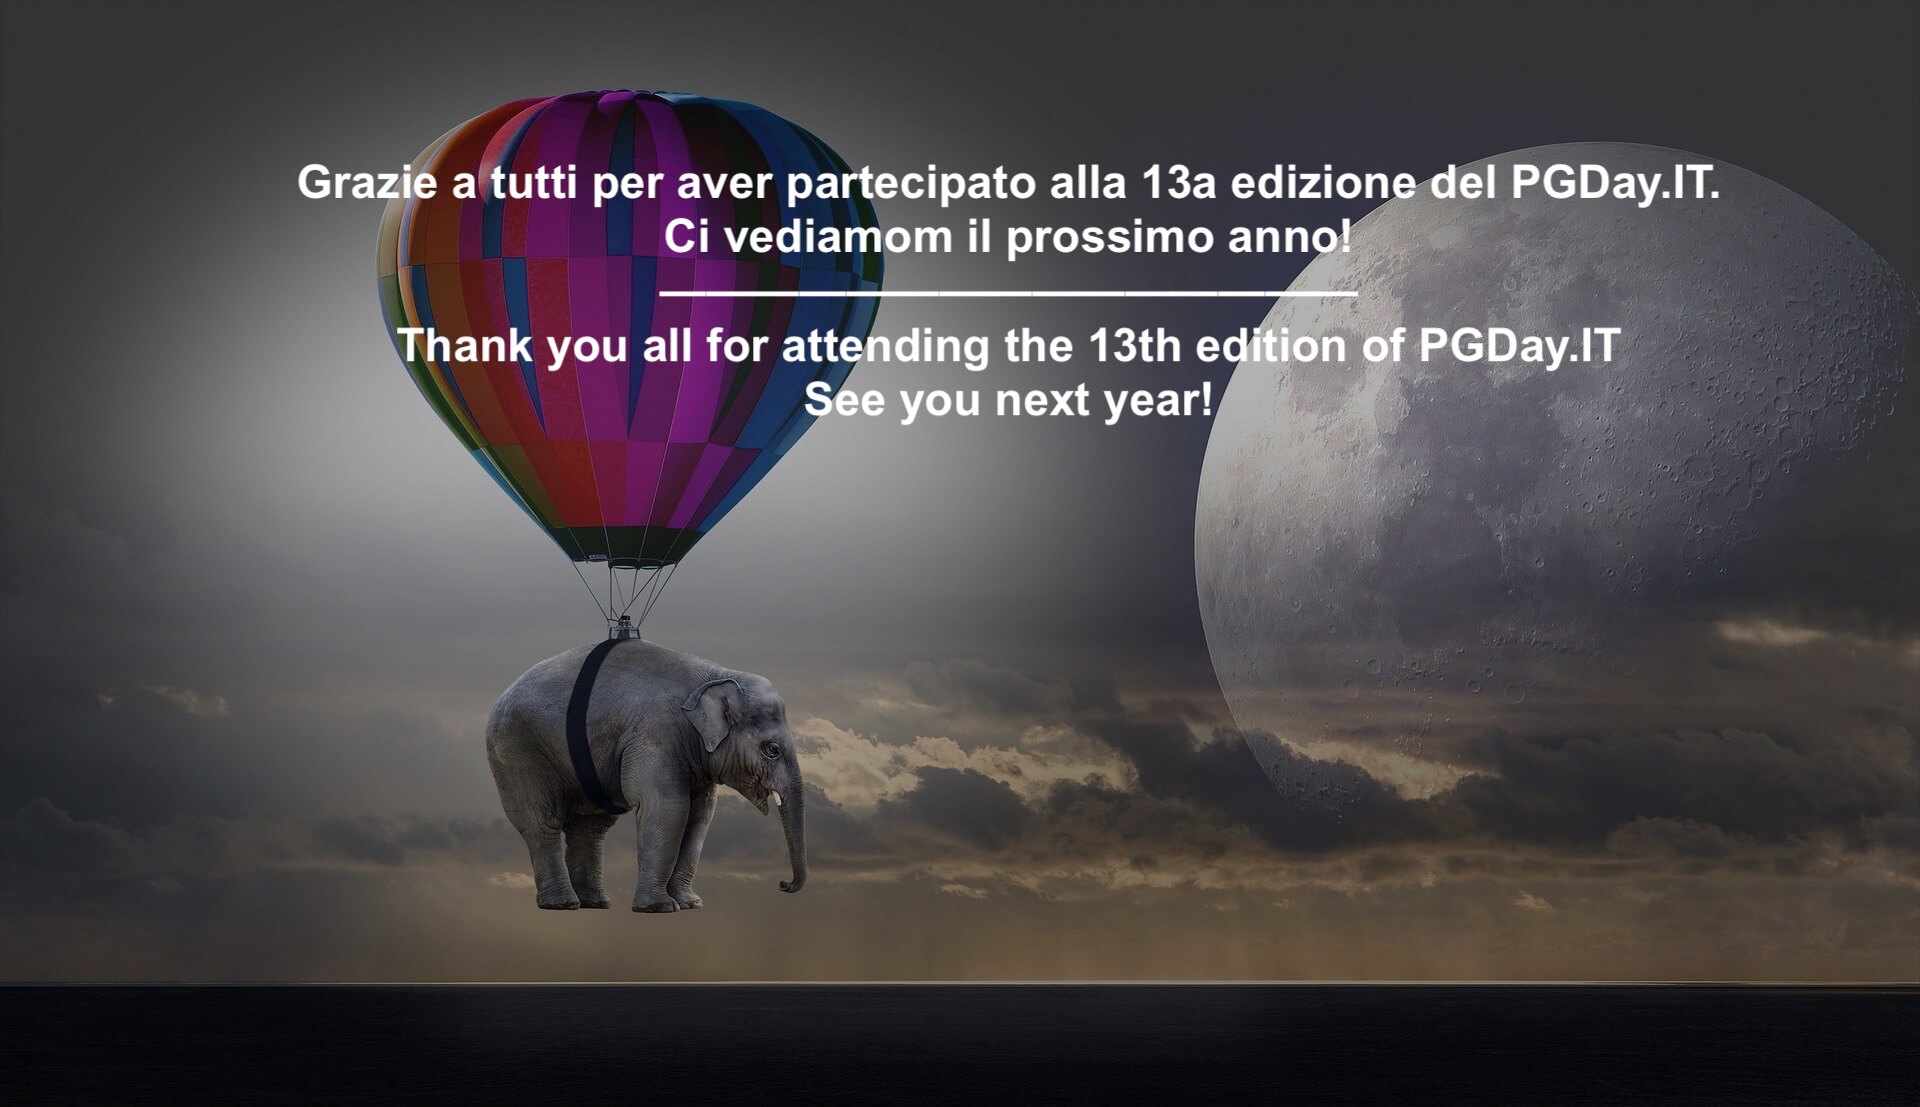 Grazie a tutti per aver partecipato alla 13a edizione del PGDay.IT.
Ci vediamom il prossimo anno!
Thank you all for attending the 13th edition of PGDay.IT
See you next year!